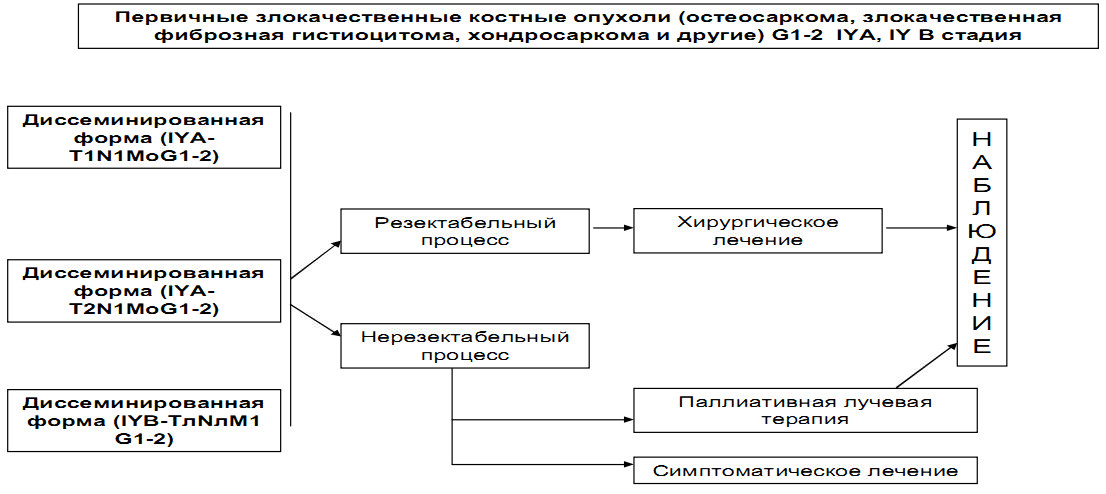 Первичные злокачественные костные опухоли (остеосаркома, злокачественная
фиброзная гистиоцитома, хондросаркома и другие) G1-2 IYA, IY B стадия
Диссеминированная
форма (IYA-
T1N1MoG1-2)
Диссеминированная
форма (IYA-
T2N1MoG1-2)
Диссеминированная
форма (IYB-ТлNлM1
G1-2)
Резектабельный
процесс
Нерезектабельный
процесс
Хирургическое
лечение
Паллиативная лучевая
терапия
Симптоматическое лечение
Н
А
Б
Л
Ю
Д
Е
Н
И
Е